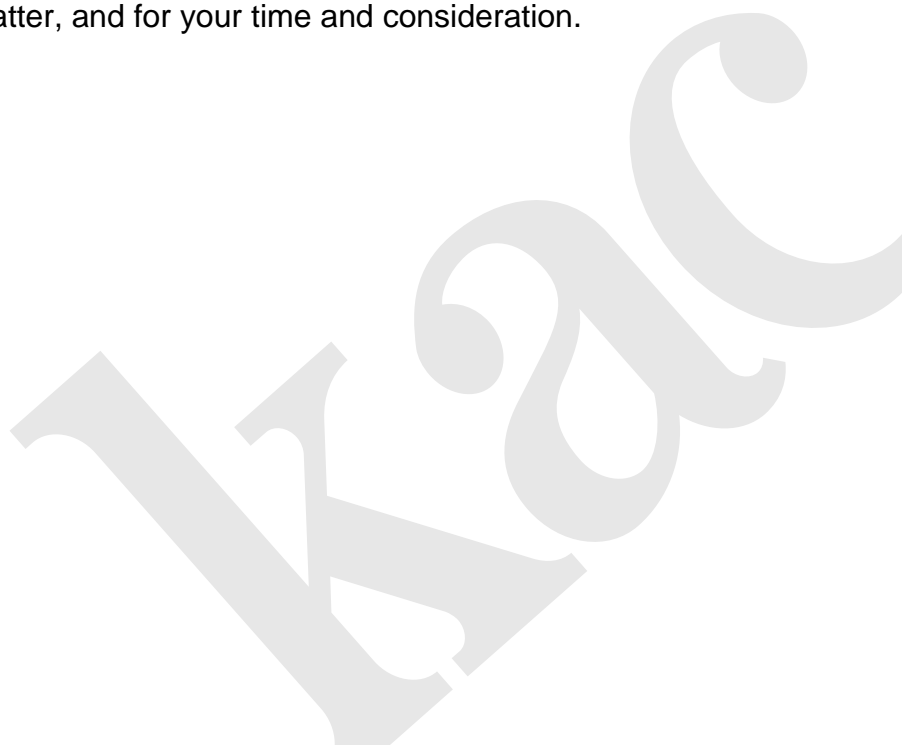 atter, and for your time and consideration.
kac